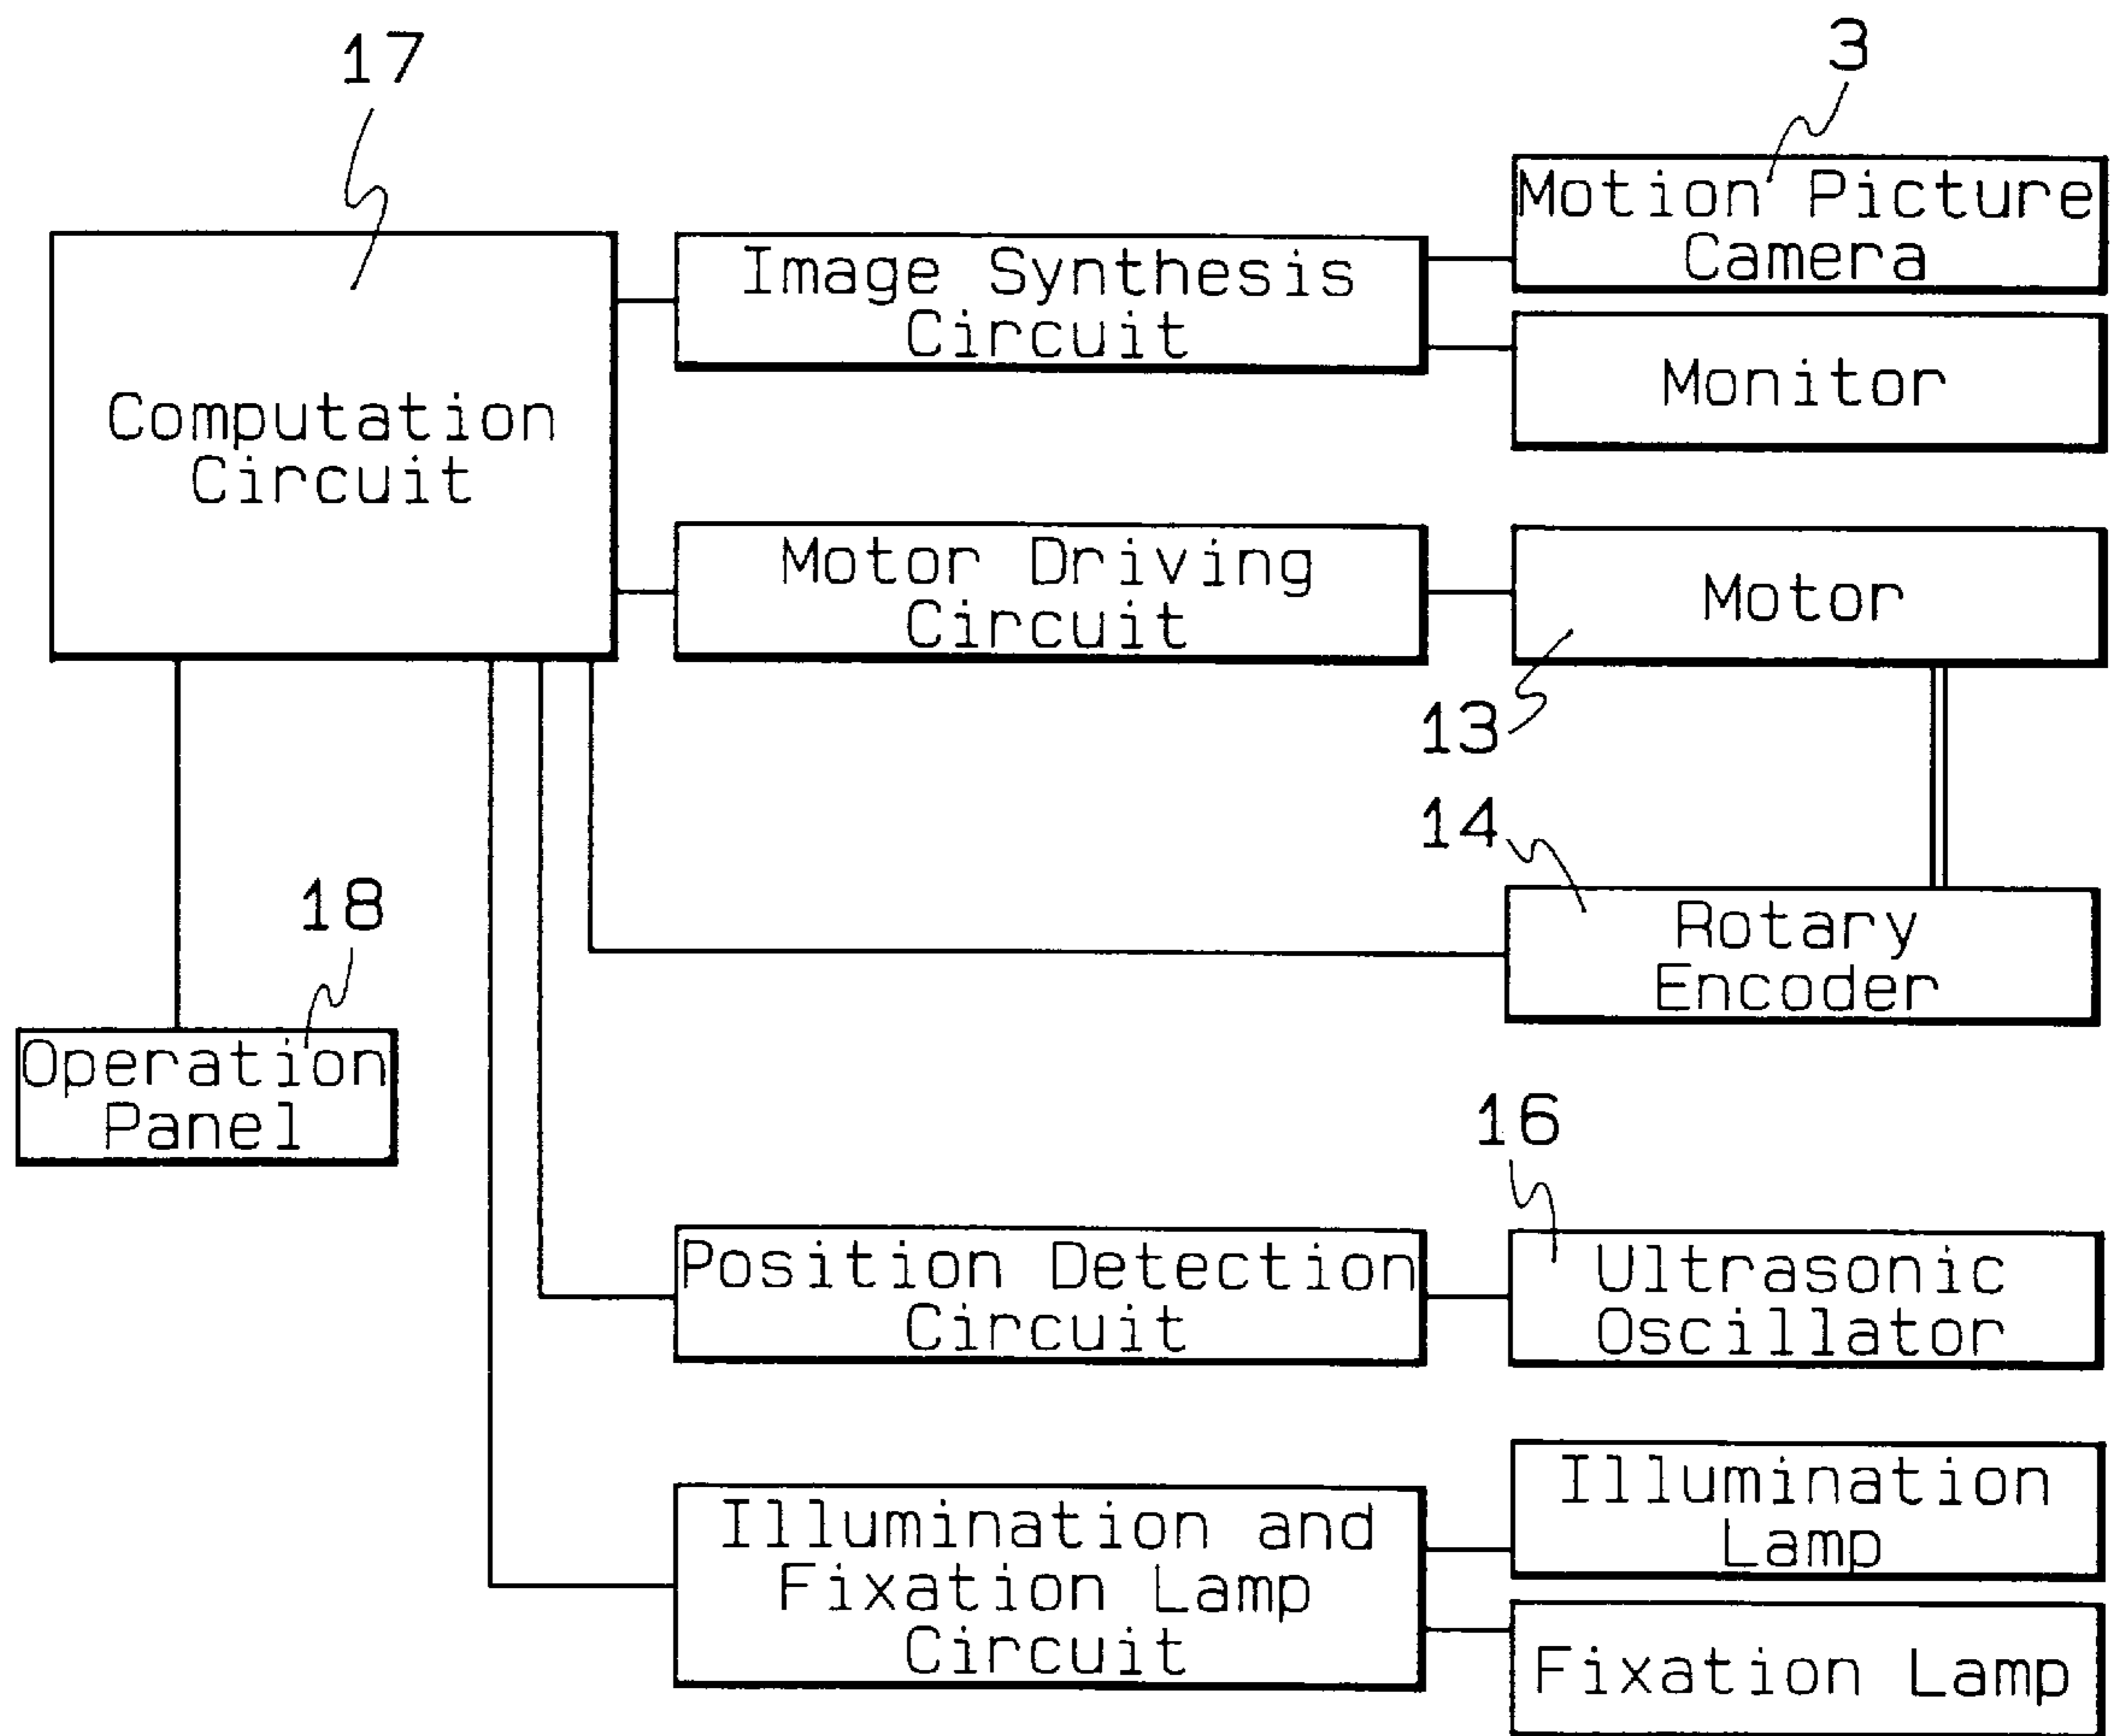 17
3
Motion Picture
Camera
Image Synthesis
Circuit
Monitor
Computation
Circuit
Motor Driving
Circuit
Motor
13
14
18
Rotary
Encoder
Operation
Panel
16
Position Detection
Circuit
Ultrasonic
Oscillator
Illumination
Lamp
Illumination and
Fixation Lamp
Circuit
Fixation Lamp